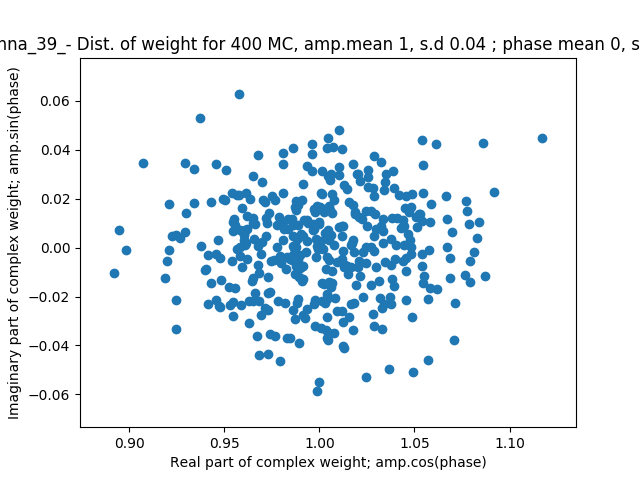 nna_39_- Dist. of weight for 400 MC, amp.mean 1, s.d 0.04 ; phase mean 0, s
0.06
0.04
0.02
0.00
−0.02
−0.04
−0.06
Imaginary part of complex weight; amp.sin(phase)
0.90 0.95 1.00 1.05 1.10
Real part of complex weight; amp.cos(phase)